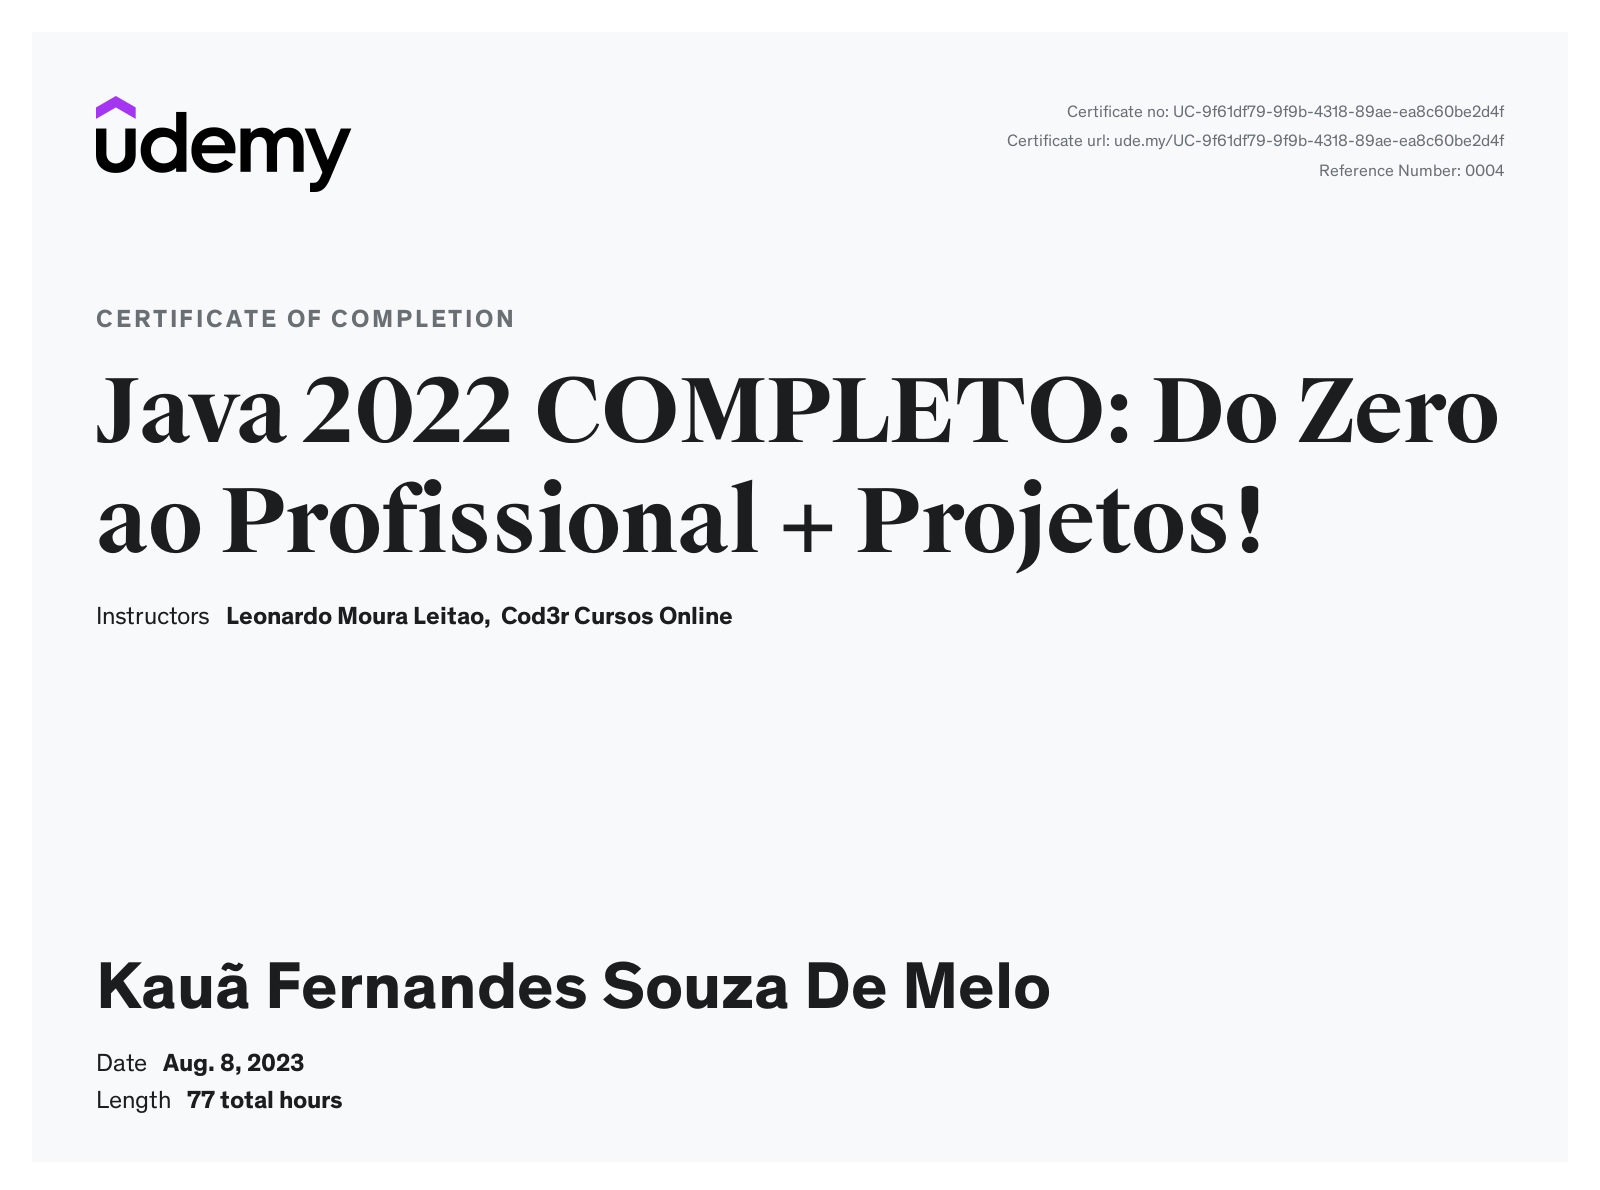 udemy
Certificate no: UC-9f61df79-9f9b-4318-89ae-ea8c60be2d4f
Certificate url: ude.my/UC-9f61df79-9f9b-4318-89ae-ea8c60be2d4f
Reference Number: 0004
CERTIFICATE OF COMPLETION
Java 2022 COMPLETO: Do Zero
ao Profissional + Projetos!
Instructors Leonardo Moura Leitao, Cod3r Cursos Online
Kauã Fernandes Souza De Melo
Date Aug. 8, 2023
Length 77 total hours